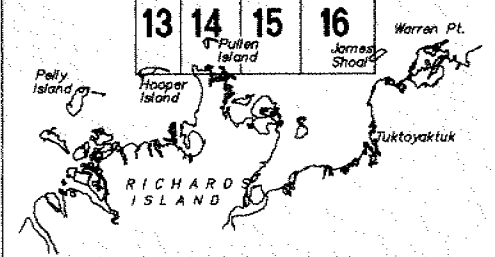 13 14 15 16
Warren Pt.
Pullen
Island
James
Shoal
Pelly
Island
Hooper
Island
Tuktoyaktuk
RICHARDS
ISLAND